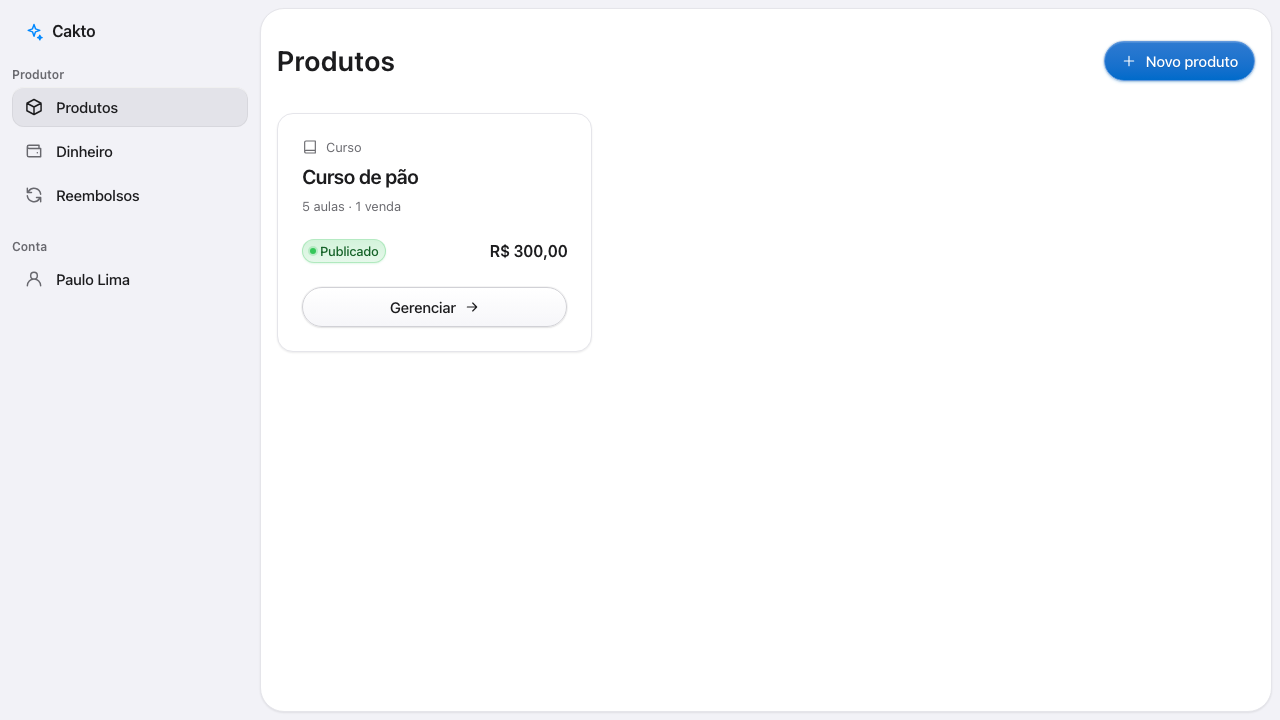 Cakto
Produtor
Produtos
Dinheiro
Reembolsos
Conta
Paulo Lima
Produtos
Novo produto
Curso
Curso de pão
5 aulas · 1 venda
Publicado
R$ 300,00
Gerenciar